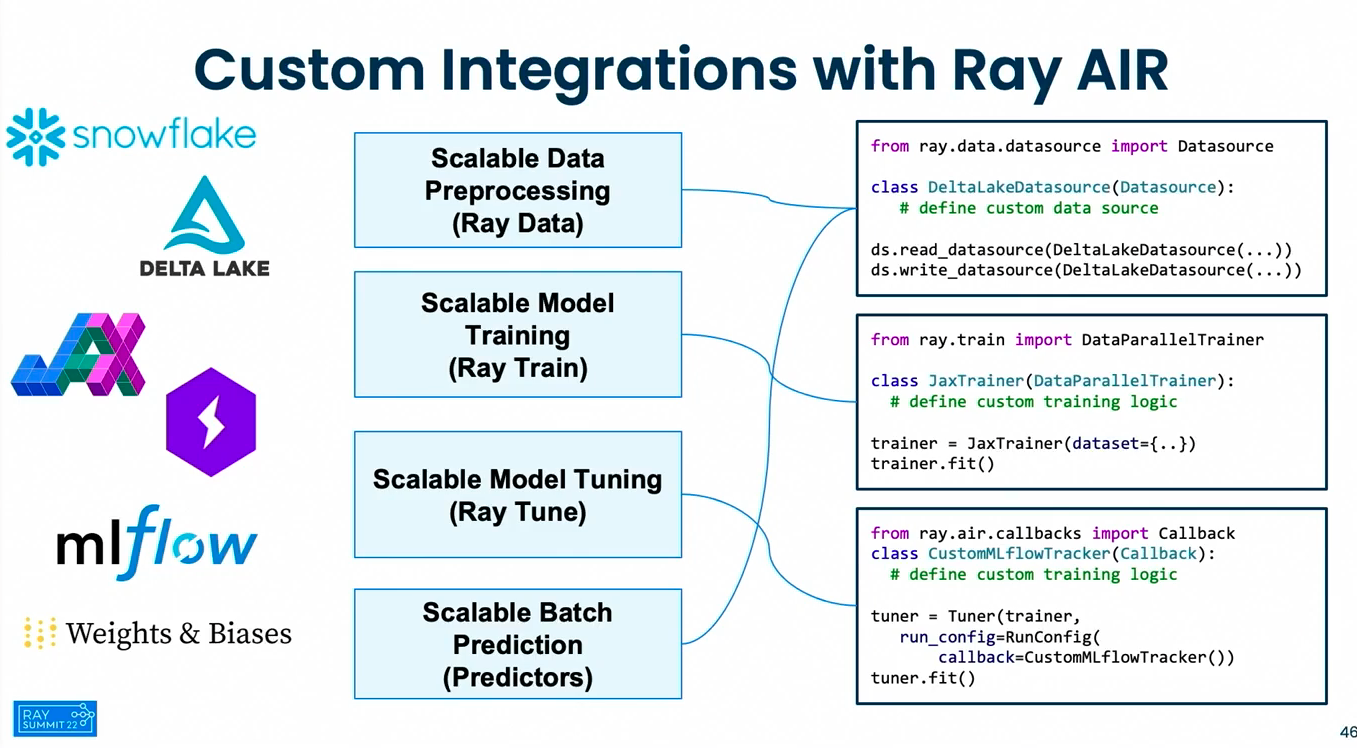 Custom Integrations with Ray AIR
snowflake
DELTA LAKE
JAX
mlflow
Weights & Biases
RAY
SUMMIT 22
Scalable Data
Preprocessing
(Ray Data)
Scalable Model
Training
(Ray Train)
Scalable Model Tuning
(Ray Tune)
Scalable Batch
Prediction
(Predictors)
from ray.data.datasource import Datasource
class DeltaLakeDatasource(Datasource):
# define custom data source
ds.read_datasource(DeltaLakeDatasource(...))
ds.write_datasource(DeltaLakeDatasource(...))
from ray.train import DataParallelTrainer
class JaxTrainer(DataParallelTrainer):
# define custom training logic
trainer = JaxTrainer(dataset={..})
trainer.fit()
from ray.air.callbacks import Callback
class CustomMLflowTracker(Callback):
# define custom training logic
tuner = Tuner(trainer,
run_config=RunConfig(
callback=CustomMLflowTracker())
tuner.fit()
46